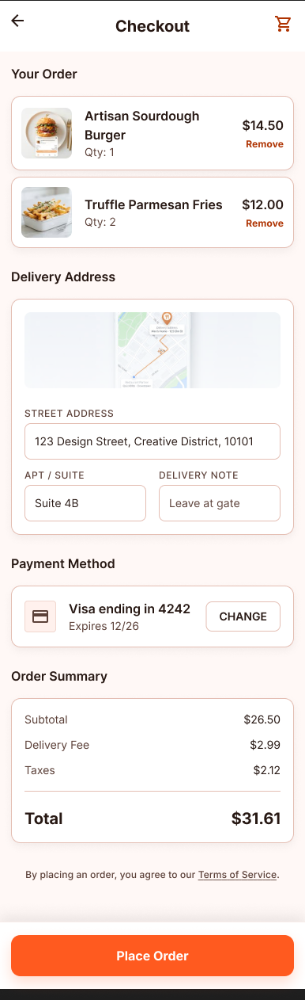 Checkout
Your Order
Artisan Sourdough
Burger
Qty: 1
$14.50
Remove
Truffle Parmesan Fries
Qty: 2
$12.00
Remove
Delivery Address
STREET ADDRESS
123 Design Street, Creative District, 10101
APT / SUITE
DELIVERY NOTE
Suite 4B
Leave at gate
Payment Method
Visa ending in 4242
Expires 12/26
CHANGE
Order Summary
Subtotal
$26.50
Delivery Fee
$2.99
Taxes
$2.12
Total
$31.61
By placing an order, you agree to our Terms of Service.
Place Order